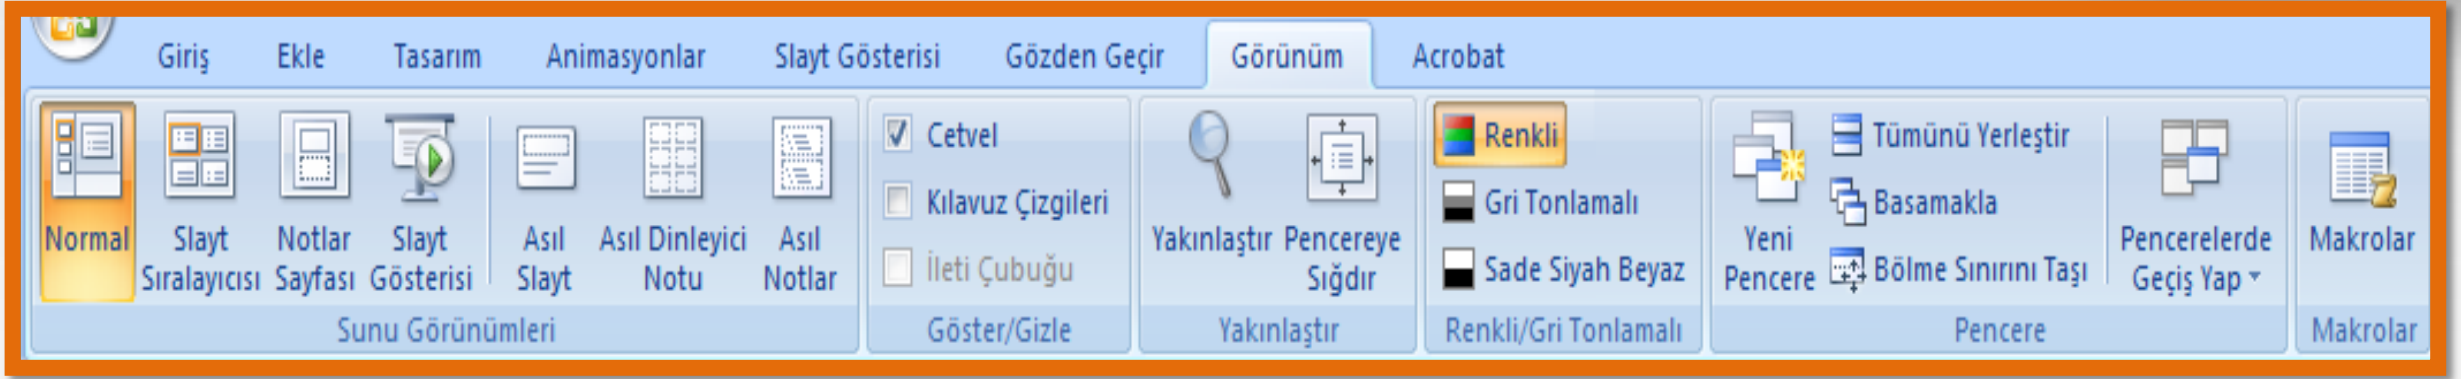 Giriş Ekle Tasarım Animasyonlar Slayt Gösterisi Gözden Geçir Görünüm Acrobat
Normal
Slayt
Sıralayıcısı
Notlar
Sayfası
Slayt
Gösterisi
Asıl
Slayt
Asıl Dinleyici
Notu
Asıl
Notlar
Sunu Görünümleri
Cetvel
Kılavuz Çizgileri
İleti Çubuğu
Göster/Gizle
Yakınlaştır
Pencereye
Sığdır
Yakınlaştır
Renkli
Gri Tonlamalı
Sade Siyah Beyaz
Renkli/Gri Tonlamalı
Yeni
Pencere
Tümünü Yerleştir
Basamakla
Bölme Sınırını Taşı
Pencerelerde
Geçiş Yap
Pencere
Makrolar
Makrolar